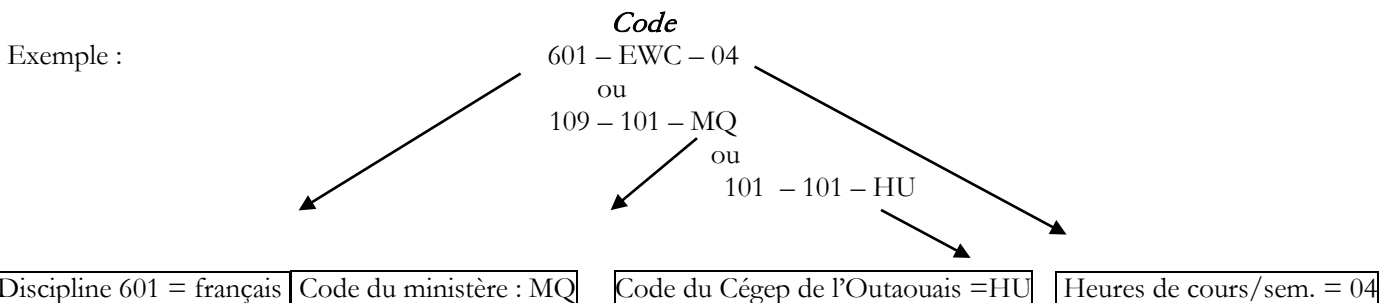 Code
Exemple : 601 – EWC – 04
ou
109 – 101 – MQ
ou
101 – 101 – HU
Discipline 601 = français Code du ministère : MQ Code du Cégep de l’Outaouais =HU Heures de cours/sem. = 04